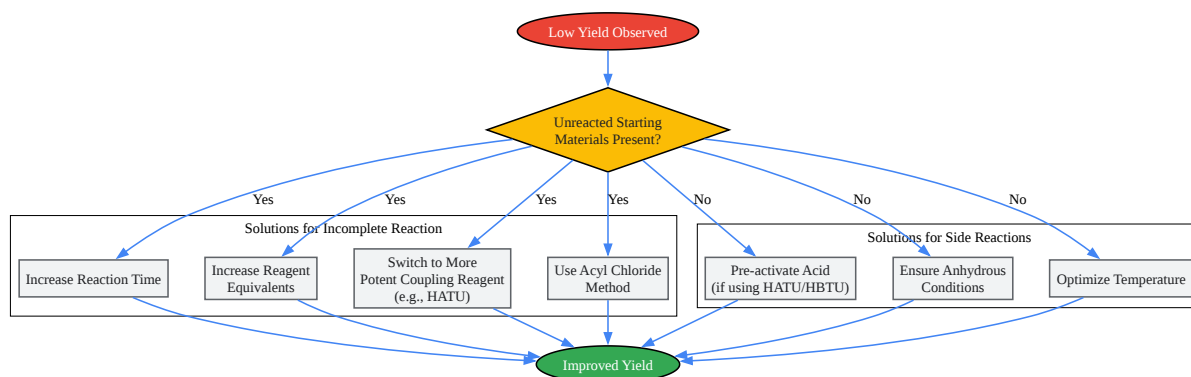 Low Yield Observed
Unreacted Starting
Materials Present?
Yes
Yes
Yes
Yes
No
No
No
Solutions for Incomplete Reaction
Solutions for Side Reactions
Increase Reaction Time
Increase Reagent
Equivalents
Switch to More
Potent Coupling Reagent
(e.g., HATU)
Use Acyl Chloride
Method
Pre-activate Acid
(if using HATU/HBTU)
Ensure Anhydrous
Conditions
Optimize Temperature
Improved Yield